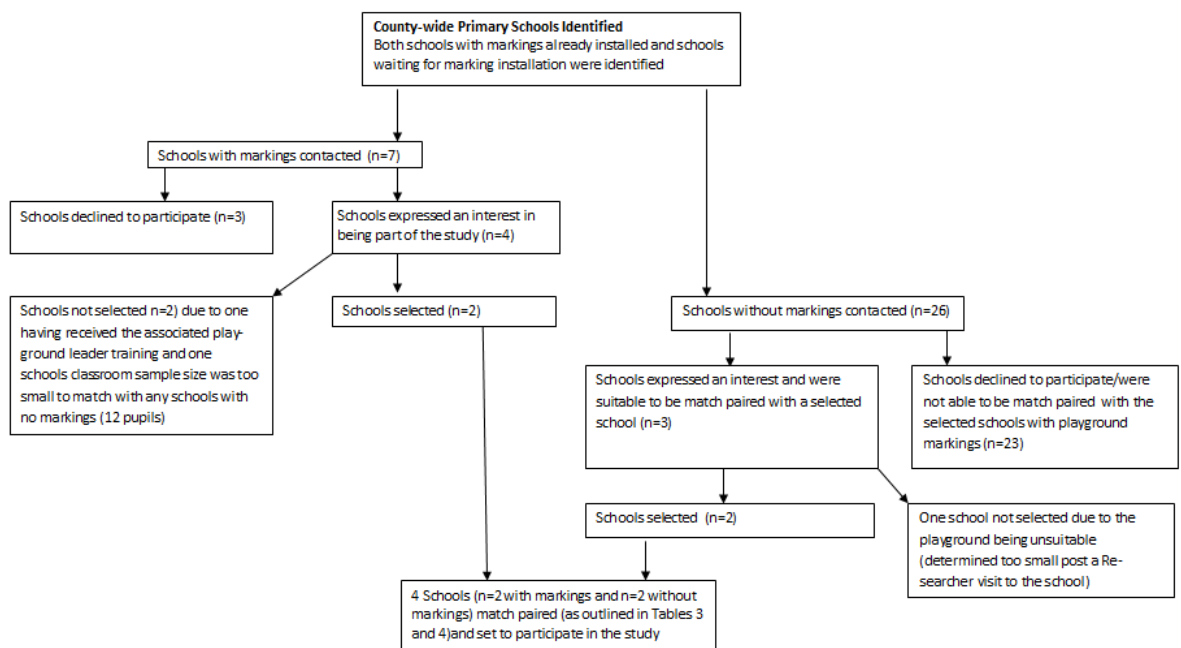 County-wide Primary Schools Identified
Both schools with markings already installed and schools
waiting for marking installation were identified
Schools with markings contacted (n=7)
Schools declined to participate (n=3)
Schools expressed an interest in
being part of the study (n=4)
Schools not selected n=2) due to one
having received the associated play-
ground leader training and one
schools classroom sample size was too
small to match with any schools with
no markings (12 pupils)
Schools selected (n=2)
Schools without markings contacted (n=26)
Schools expressed an interest and were
suitable to be match paired with a selected
school (n=3)
Schools declined to participate/were
not able to be match paired with the
selected schools with playground
markings (n=23)
Schools selected (n=2)
One school not selected due to the
playground being unsuitable
(determined too small post a Re-
searcher visit to the school)
4 Schools (n=2 with markings and n=2 without
markings) match paired (as outlined in Tables 3
and 4)and set to participate in the study